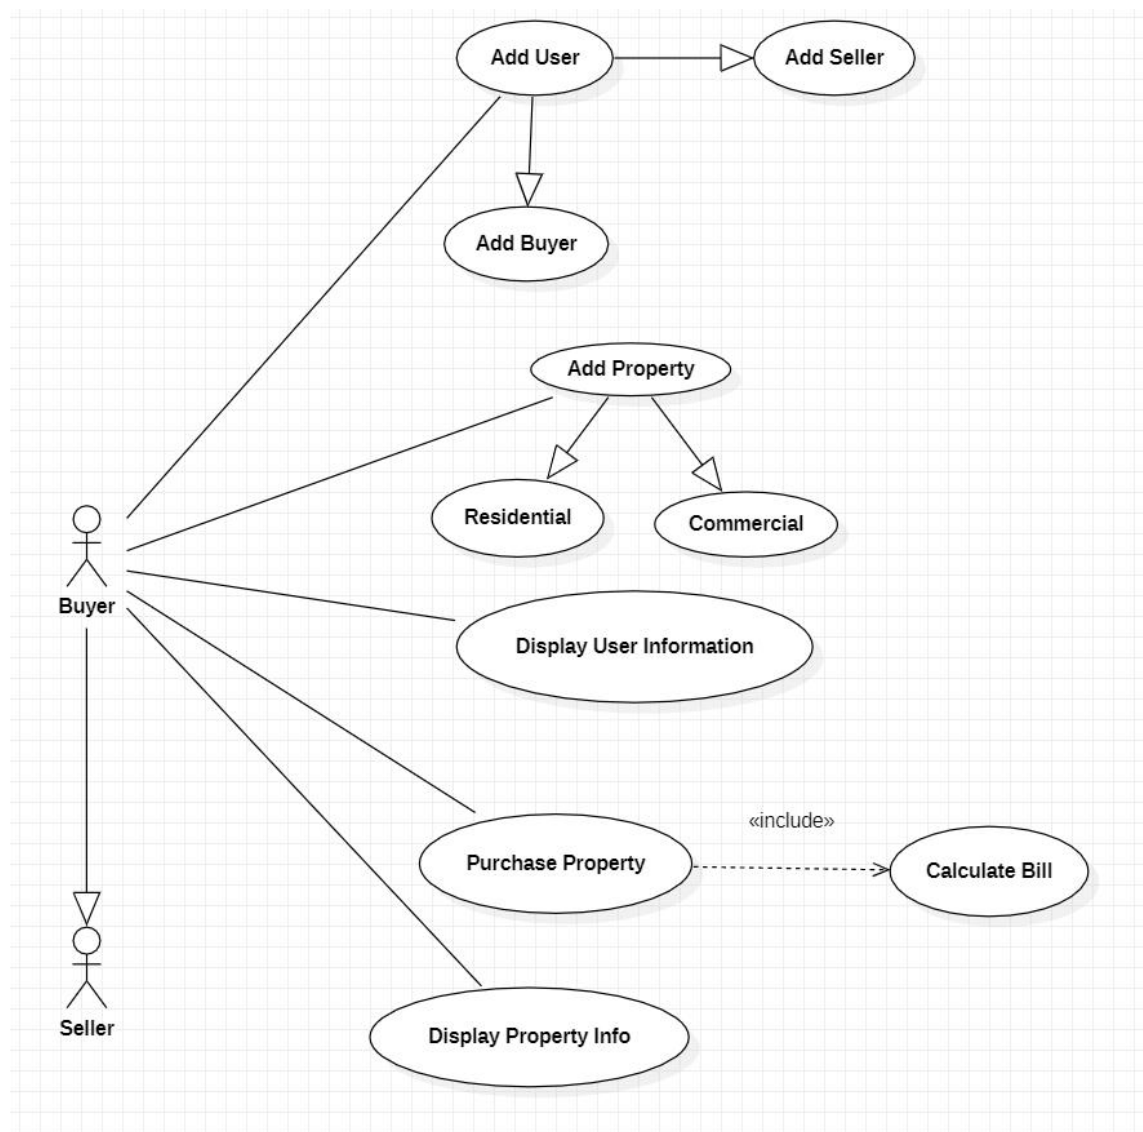 Add User
Add Seller
Add Buyer
Add Property
Residential
Commercial
Buyer
Display User Information
«include»
Purchase Property
Calculate Bill
Seller
Display Property Info